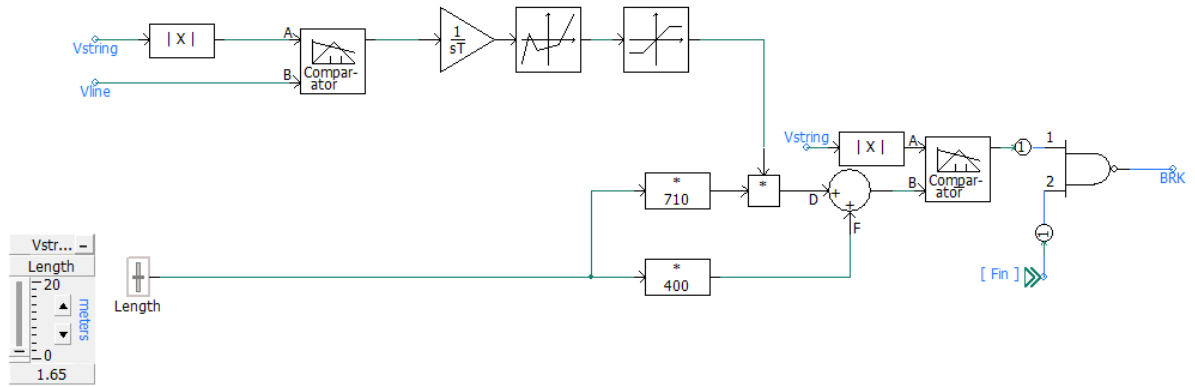 Vstring
| X |
A
B
Compar-
ator
1
sT
Vline
Vstring
| X |
A
B
Compar-
ator
1
1
2
BRK
1
[ Fin ]
*
710
*
D
+
+
F
*
400
Length
Vstr...
Length
20
0
meters
1.65